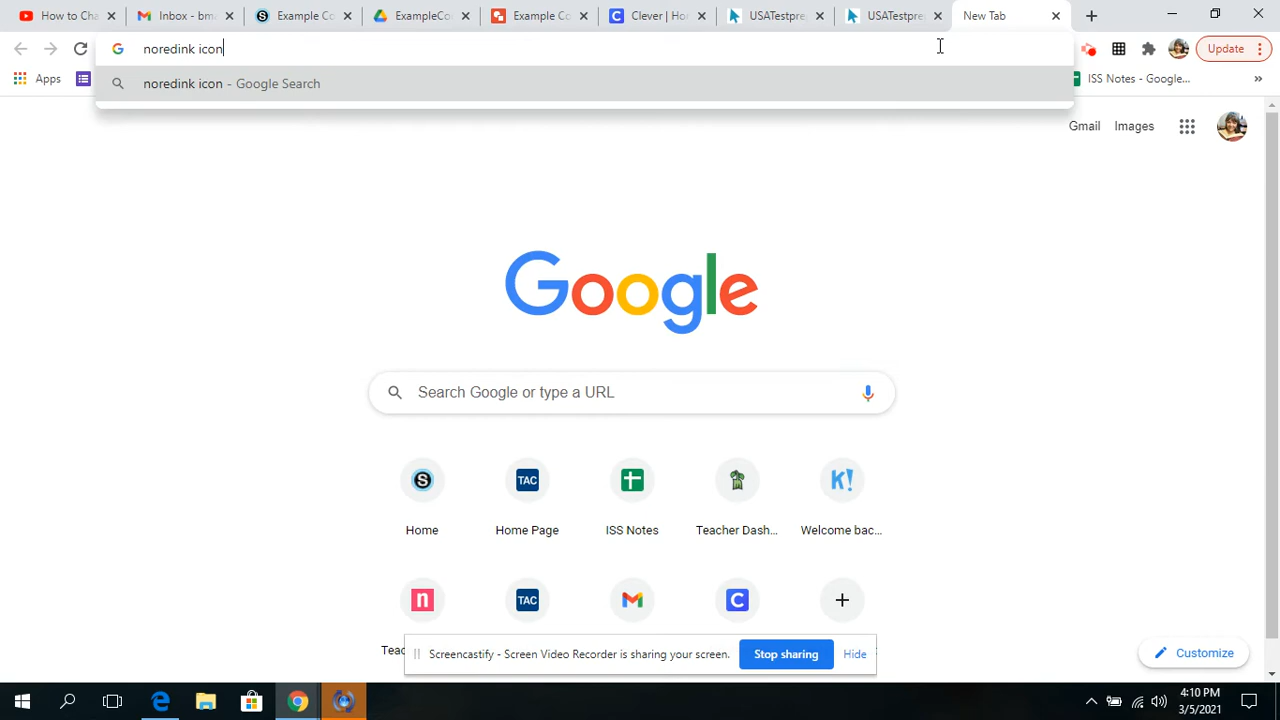 How to Cha
Inbox - bma
Example Co
ExampleCov
Example Co
Clever | Ho
USATestpre
USATestpre
New Tab
noredink icon
Update
noredink icon - Google Search
Apps
ISS Notes - Google...
Gmail
Images
Google
Search Google or type a URL
S
TAC
K!
Home
Home Page
ISS Notes
Teacher Dash...
Welcome bac...
n
TAC
C
Teac
Screencastify - Screen Video Recorder is sharing your screen.
Stop sharing
Hide
Customize
4:10 PM
3/5/2021